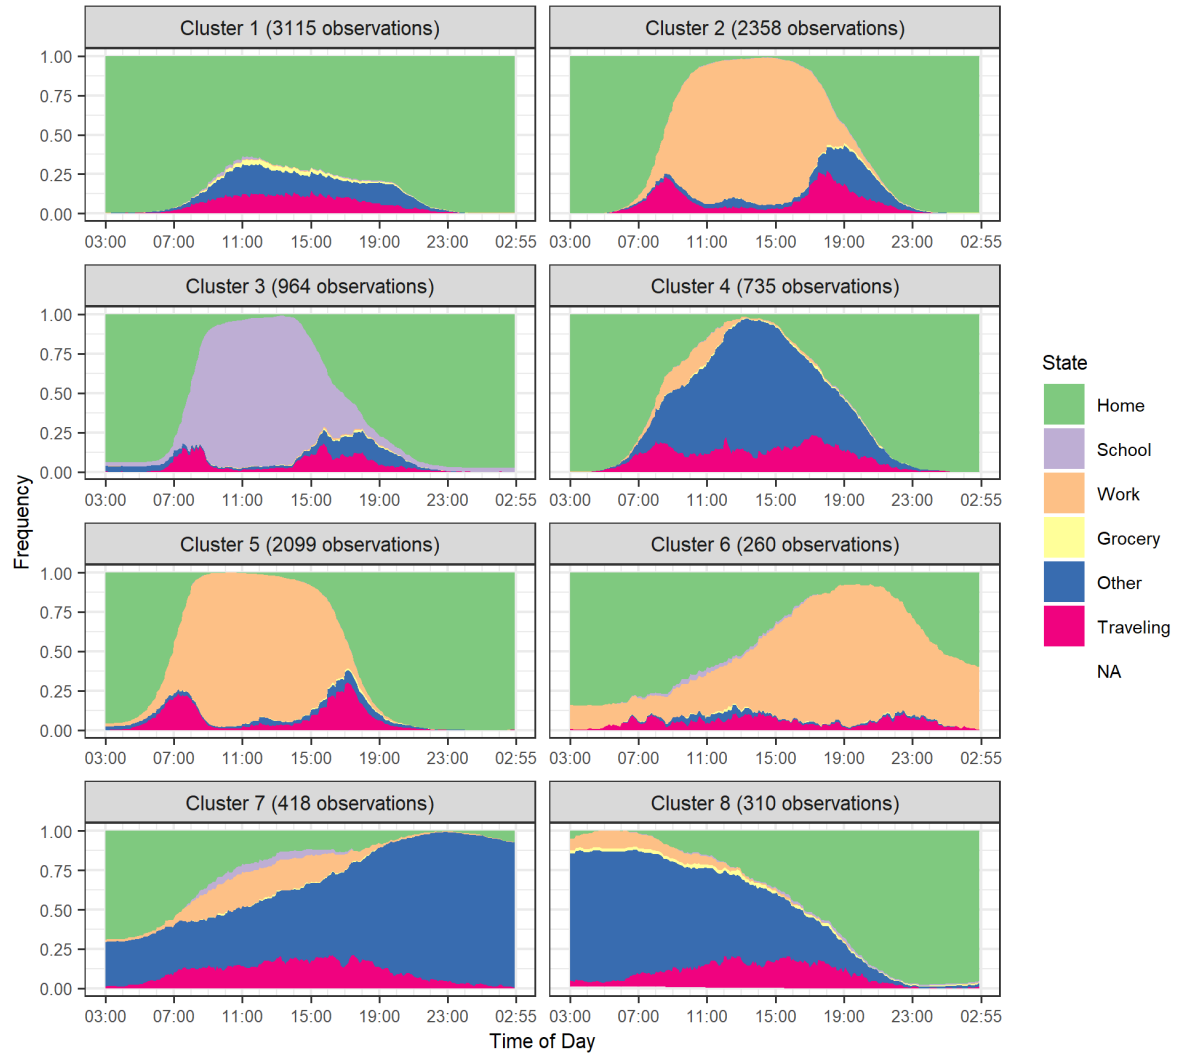 Cluster 1 (3115 observations)
Cluster 2 (2358 observations)
1.00
0.75
0.50
0.25
0.00
03:00 07:00 11:00 15:00 19:00 23:00 02:55
03:00 07:00 11:00 15:00 19:00 23:00 02:55
Cluster 3 (964 observations)
Cluster 4 (735 observations)
1.00
0.75
0.50
0.25
0.00
03:00 07:00 11:00 15:00 19:00 23:00 02:55
03:00 07:00 11:00 15:00 19:00 23:00 02:55
Cluster 5 (2099 observations)
Cluster 6 (260 observations)
1.00
0.75
0.50
0.25
0.00
03:00 07:00 11:00 15:00 19:00 23:00 02:55
03:00 07:00 11:00 15:00 19:00 23:00 02:55
Cluster 7 (418 observations)
Cluster 8 (310 observations)
1.00
0.75
0.50
0.25
0.00
03:00 07:00 11:00 15:00 19:00 23:00 02:55
03:00 07:00 11:00 15:00 19:00 23:00 02:55
Frequency
Time of Day
State
Home
School
Work
Grocery
Other
Traveling
NA